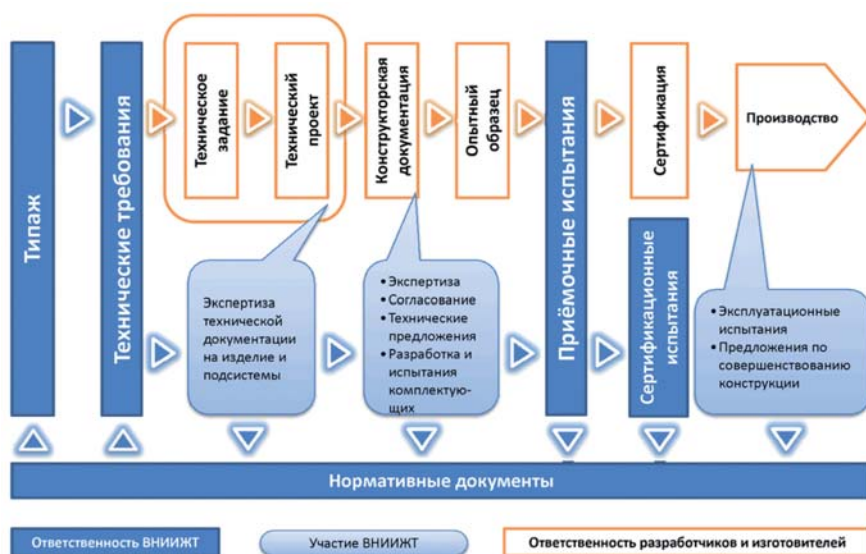 Типаж
Технические требования
Техническое
задание
Технический
проект
Конструкторская
документация
Опытный
образец
Приёмочные испытания
Сертификация
Производство
Экспертиза
технической
документации
на изделие и
подсистемы
• Экспертиза
• Согласование
• Технические
предложения
• Разработка и
испытания
комплектую-
щих
Сертификационные
испытания
• Эксплуатационные
испытания
• Предложения по
совершенствованию
конструкции
Нормативные документы
Ответственность ВНИИЖТ
Участие ВНИИЖТ
Ответственность разработчиков и изготовителей